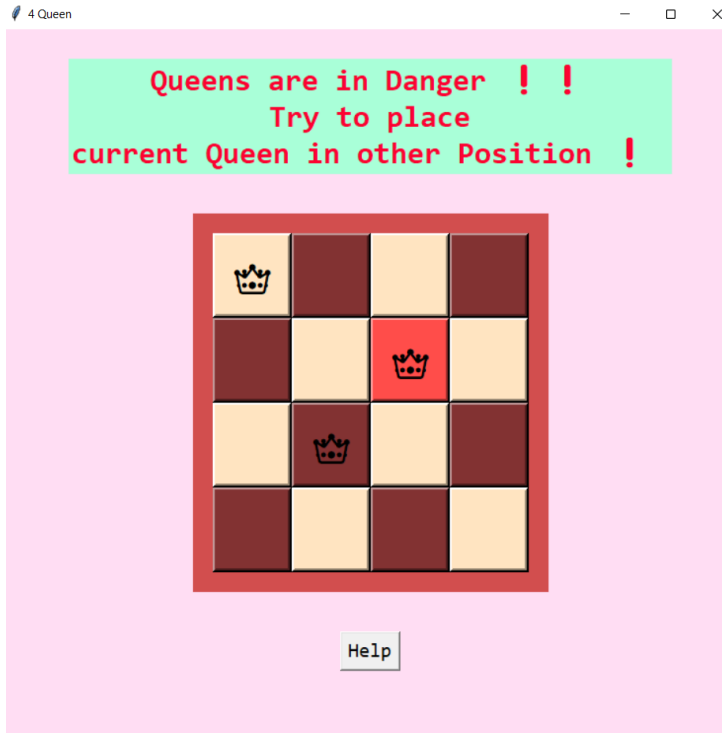 4 Queen
Queens are in Danger ❗ ❗
Try to place
current Queen in other Position ❗
Help